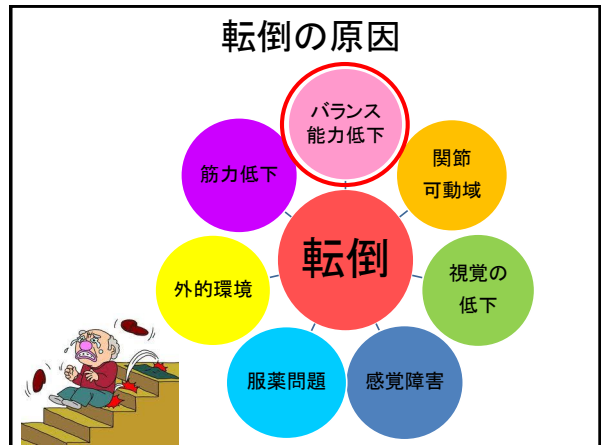 転倒の原因
バランス
能力低下
関節
可動域
視覚の
低下
感覚障害
服薬問題
外的環境
筋力低下
転倒